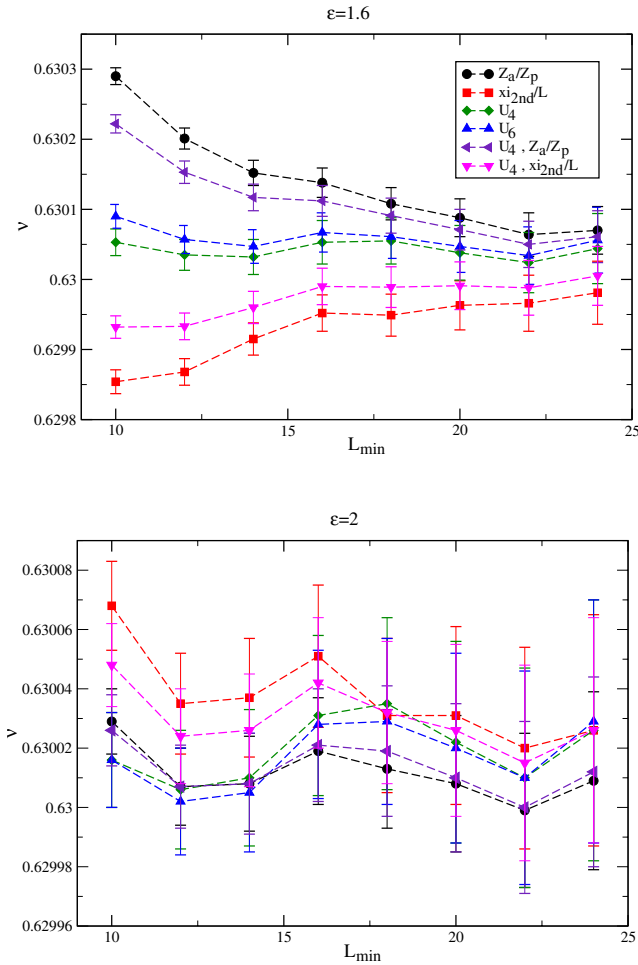 ε=1.6
0.6303
0.6302
0.6301
0.63
0.6299
0.6298
ν
Z_a/Z_p
xi_2nd/L
U_4
U_6
U_4 , Z_a/Z_p
U_4 , xi_2nd/L
10
15
20
25
L_min
ε=2
0.63008
0.63006
0.63004
0.63002
0.63
0.62998
0.62996
ν
10
15
20
25
L_min